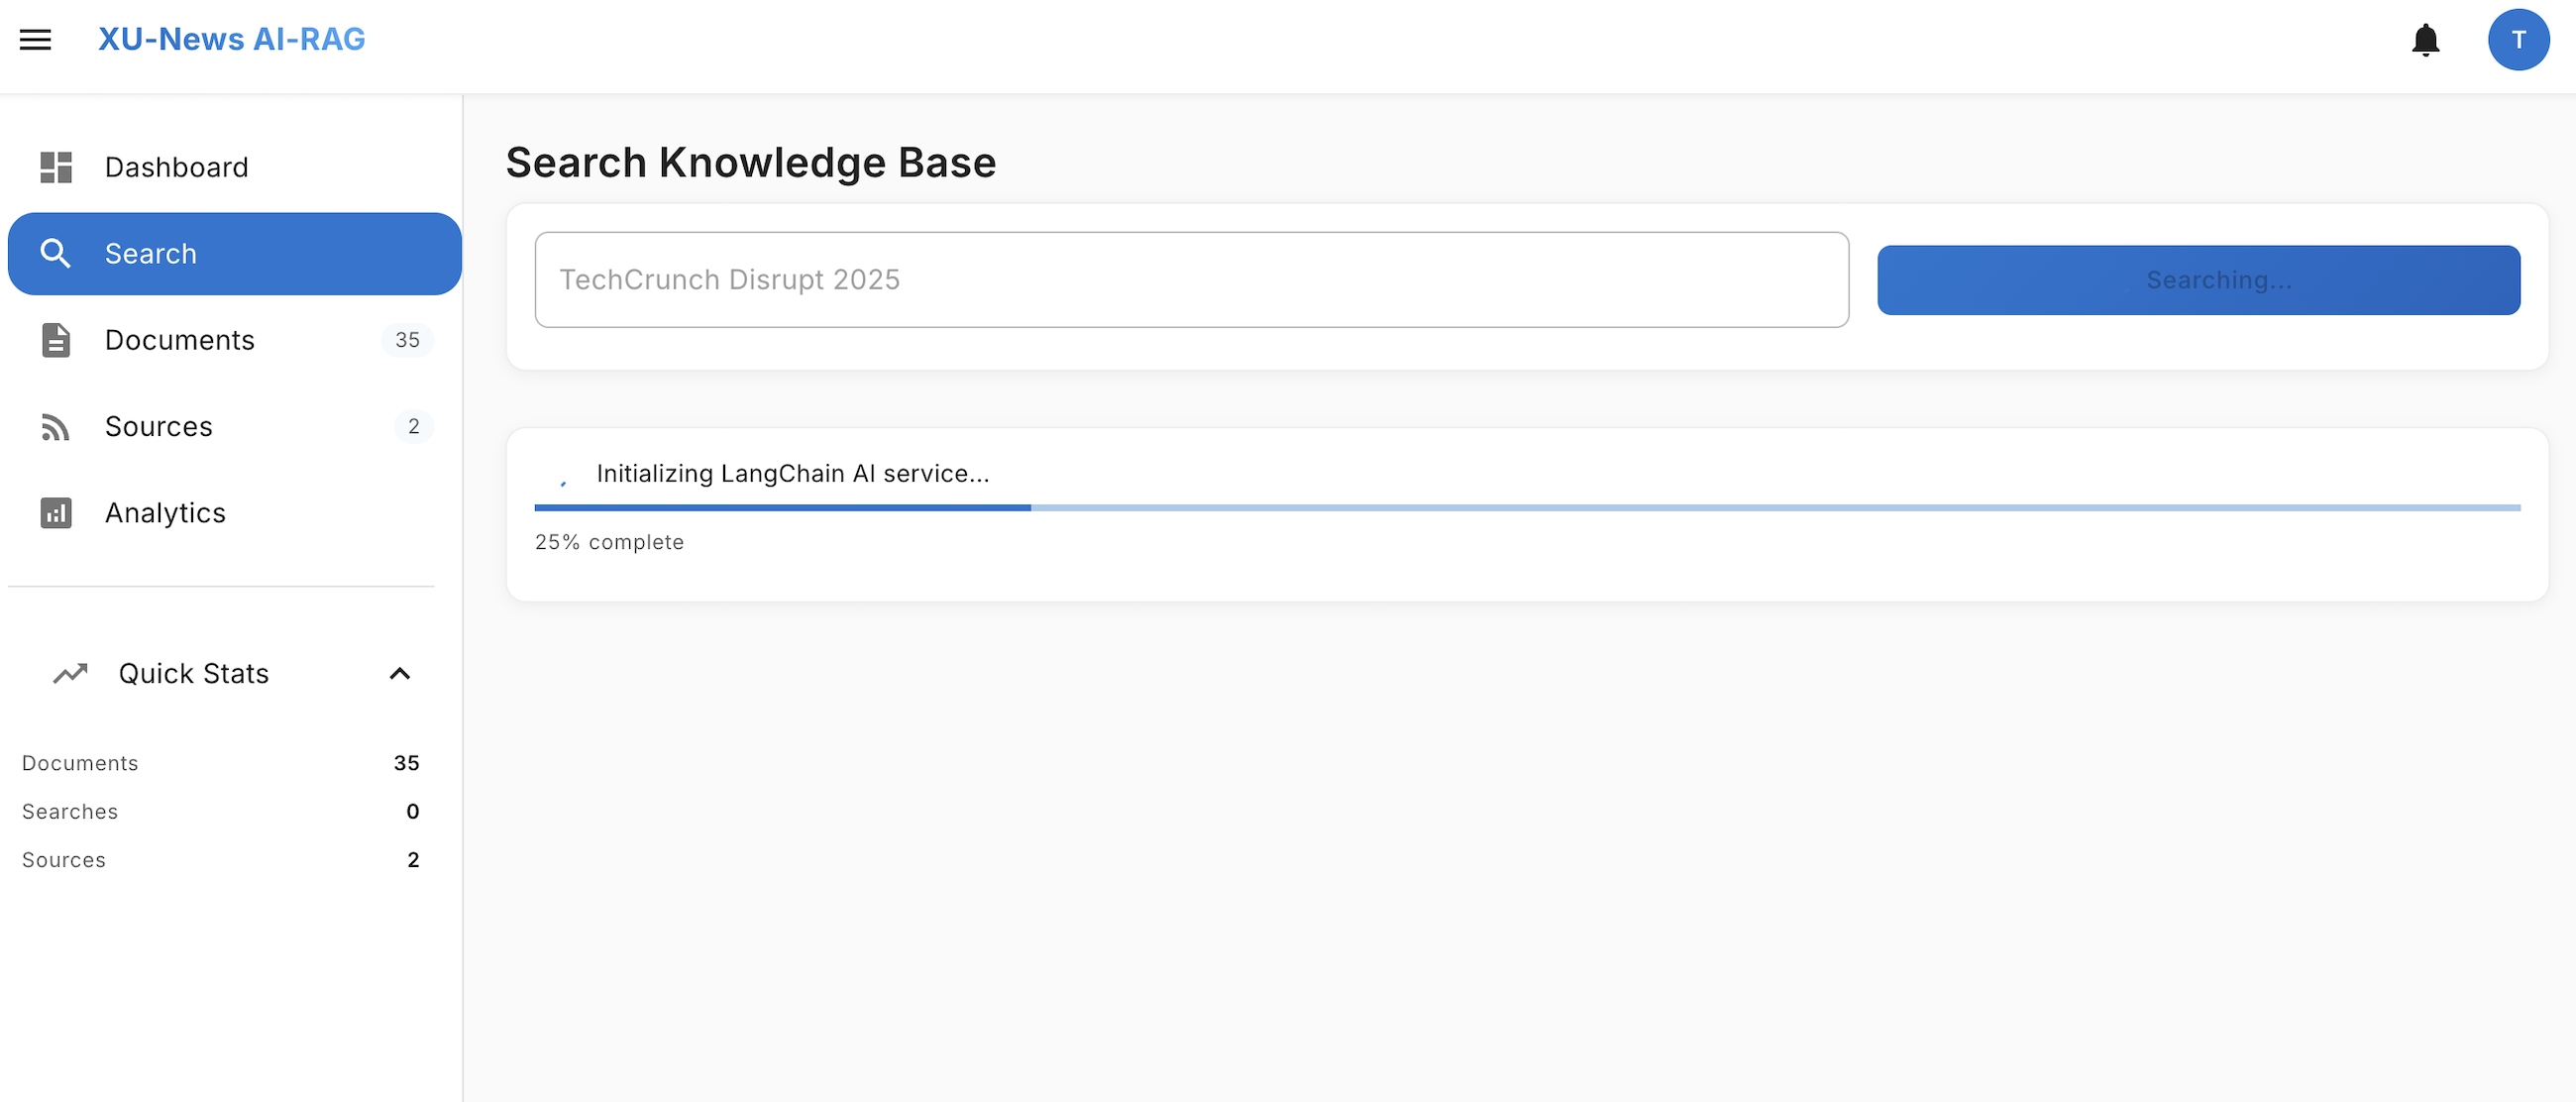 XU-News AI-RAG
T
Dashboard
Search
Documents 35
Sources 2
Analytics
Quick Stats
Documents 35
Searches 0
Sources 2
Search Knowledge Base
TechCrunch Disrupt 2025
Searching...
Initializing LangChain AI service...
25% complete